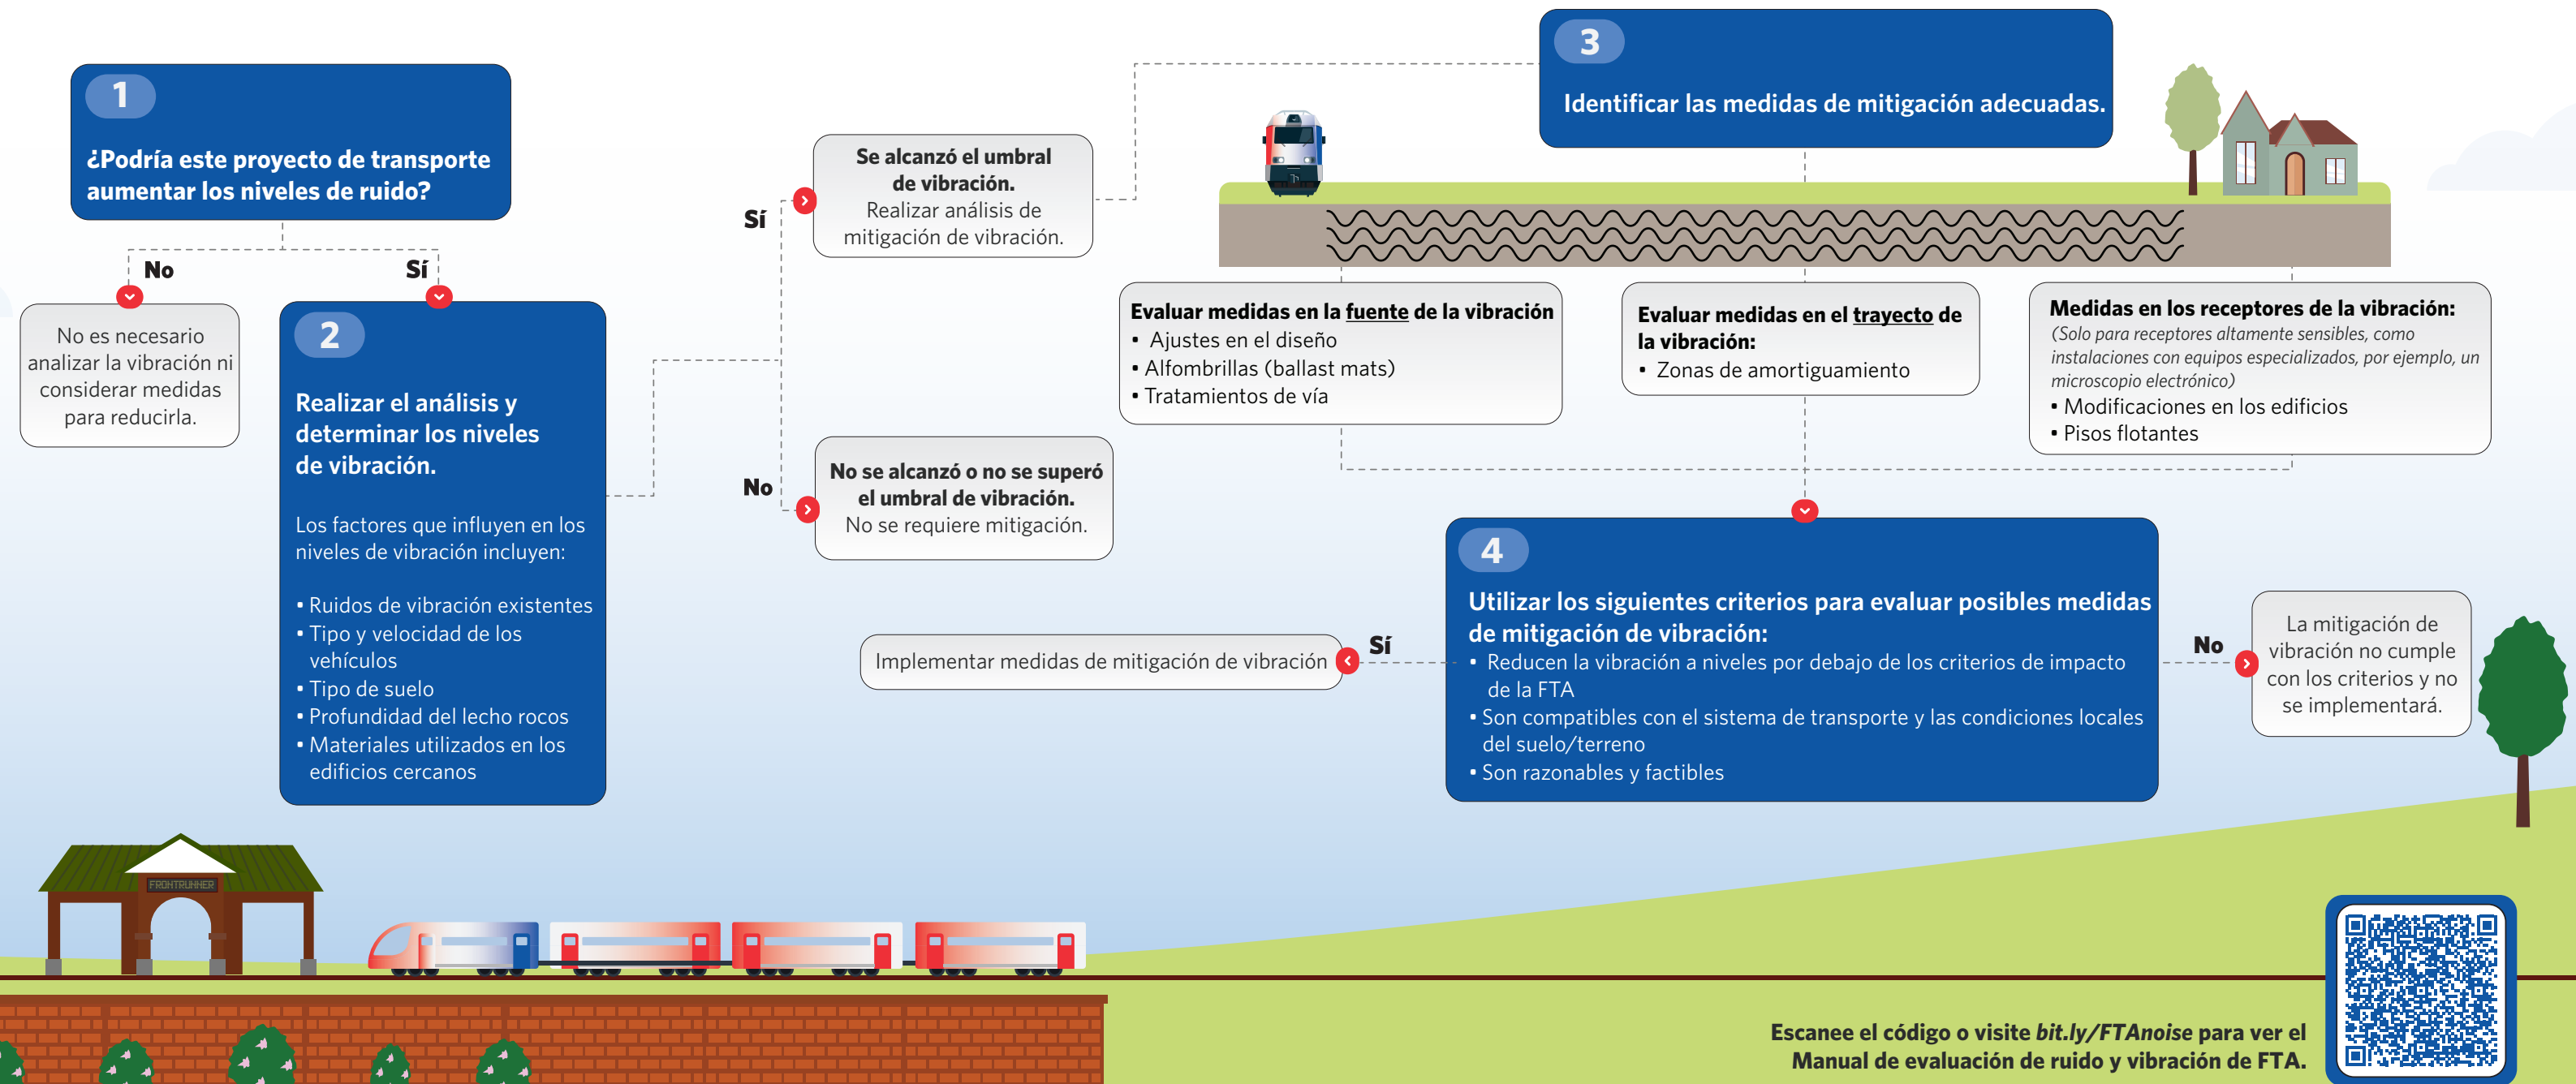 1
¿Podría este proyecto de transporte
aumentar los niveles de ruido?
No
Sí
No es necesario
analizar la vibración ni
considerar medidas
para reducirla.
2
Realizar el análisis y
determinar los niveles
de vibración.
Los factores que influyen en los
niveles de vibración incluyen:
• Ruidos de vibración existentes
• Tipo y velocidad de los
vehículos
• Tipo de suelo
• Profundidad del lecho rocos
• Materiales utilizados en los
edificios cercanos
Sí
Se alcanzó el umbral
de vibración.
Realizar análisis de
mitigación de vibración.
No
No se alcanzó o no se superó
el umbral de vibración.
No se requiere mitigación.
3
Identificar las medidas de mitigación adecuadas.
Evaluar medidas en la fuente de la vibración
• Ajustes en el diseño
• Alfombrillas (ballast mats)
• Tratamientos de vía
Evaluar medidas en el trayecto de
la vibración:
• Zonas de amortiguamiento
Medidas en los receptores de la vibración:
(Solo para receptores altamente sensibles, como
instalaciones con equipos especializados, por ejemplo, un
microscopio electrónico)
• Modificaciones en los edificios
• Pisos flotantes
4
Utilizar los siguientes criterios para evaluar posibles medidas
de mitigación de vibración:
• Reducen la vibración a niveles por debajo de los criterios de impacto
de la FTA
• Son compatibles con el sistema de transporte y las condiciones locales
del suelo/terreno
• Son razonables y factibles
Sí
Implementar medidas de mitigación de vibración
No
La mitigación de
vibración no cumple
con los criterios y no
se implementará.
FRONTRUNNER
Escanee el código o visite bit.ly/FTAnoise para ver el
Manual de evaluación de ruido y vibración de FTA.